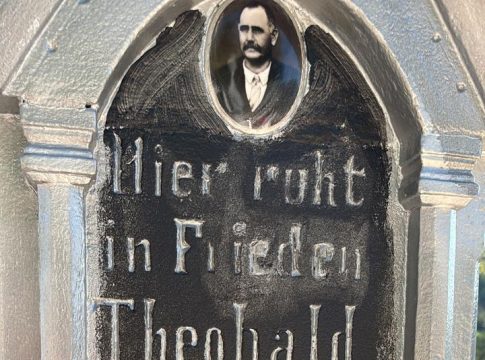 Hier ruht
in Frieden
Theobald